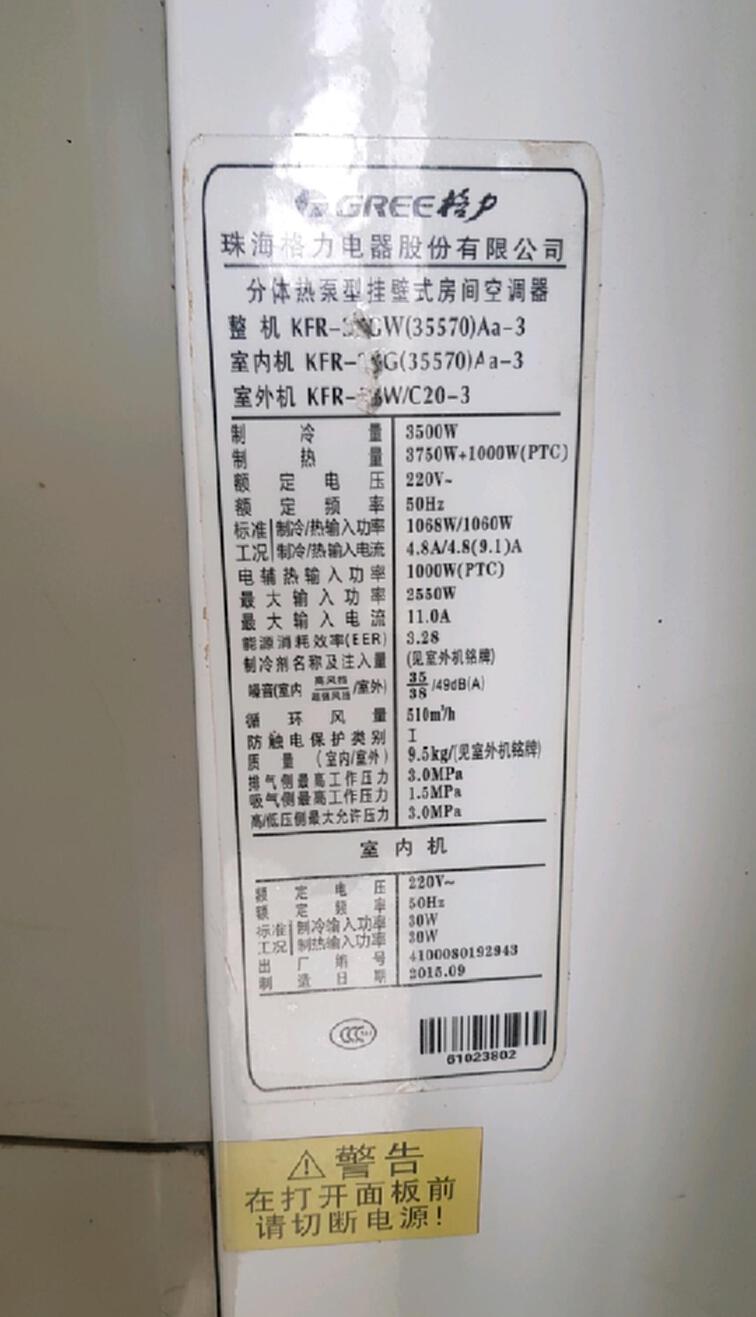 GREE格力
珠海格力电器股份有限公司
分体热泵型挂壁式房间空调器
整机 KFR-GW(35570)Aa-3
室内机 KFR-G(35570)Aa-3
室外机 KFR-W/C20-3
制冷量 3500W
制热量 3750W+1000W(PTC)
额定电压 220V~
额定频率 50Hz
标准 制冷/热输入功率 1068W/1060W
工况 制冷/热输入电流 4.8A/4.8(9.1)A
电辅热输入功率 1000W(PTC)
最大输入功率 2550W
最大输入电流 11.0A
能源消耗效率(EER) 3.28
制冷剂名称及注入量 (见室外机铭牌)
噪音(室内 高风档/超强风档 /室外) 35/38 /49dB(A)
循环风量 510m³/h
防触电保护类别 I
质量(室内/室外) 9.5kg/(见室外机铭牌)
排气侧最高工作压力 3.0MPa
吸气侧最高工作压力 1.5MPa
高/低压侧最大允许压力 3.0MPa
室内机
额定电压 220V~
额定频率 50Hz
标准 制冷输入功率 30W
工况 制热输入功率 30W
出厂编号 4100080192943
制造日期 2015.09
CCC
61023802
警告
在打开面板前
请切断电源!